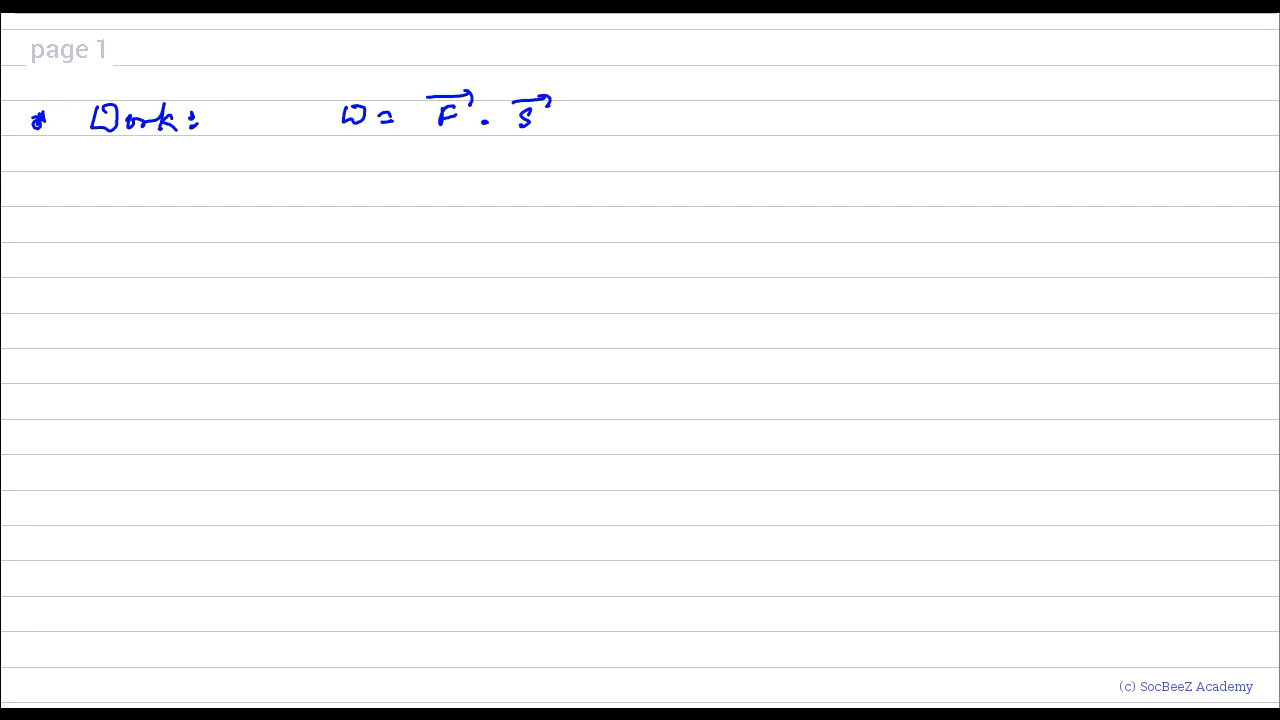 page 1
* Work: W = F⃗ . S⃗
(c) SocBeeZ Academy